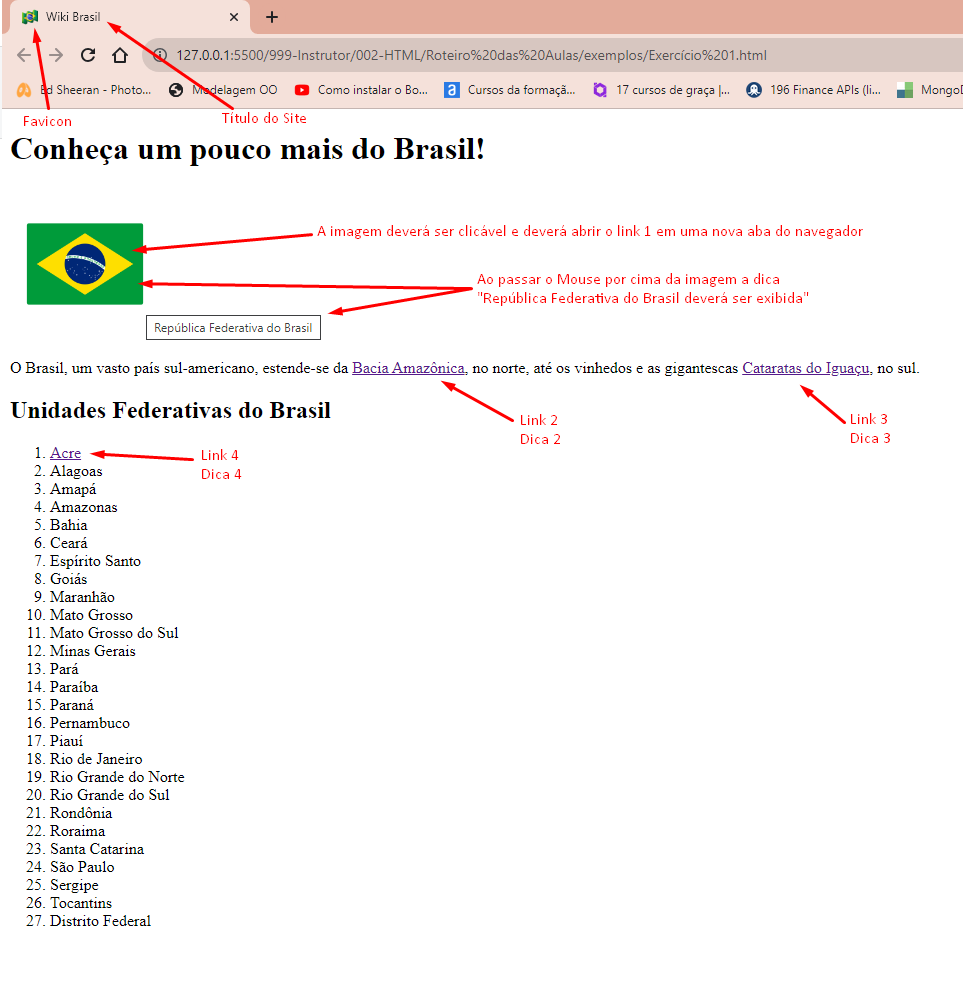 Wiki Brasil
127.0.0.1:5500/999-Instrutor/002-HTML/Roteiro%20das%20Aulas/exemplos/Exercício%201.html
Ed Sheeran - Photo... Modelagem OO Como instalar o Bo... Cursos da formaçã... 17 cursos de graça |... 196 Finance APIs (li... MongoD
Favicon
Título do Site
Conheça um pouco mais do Brasil!
A imagem deverá ser clicável e deverá abrir o link 1 em uma nova aba do navegador
Ao passar o Mouse por cima da imagem a dica
"República Federativa do Brasil deverá ser exibida"
República Federativa do Brasil
O Brasil, um vasto país sul-americano, estende-se da Bacia Amazônica, no norte, até os vinhedos e as gigantescas Cataratas do Iguaçu, no sul.
Link 2
Dica 2
Link 3
Dica 3
Unidades Federativas do Brasil
1. Acre
Link 4
Dica 4
2. Alagoas
3. Amapá
4. Amazonas
5. Bahia
6. Ceará
7. Espírito Santo
8. Goiás
9. Maranhão
10. Mato Grosso
11. Mato Grosso do Sul
12. Minas Gerais
13. Pará
14. Paraíba
15. Paraná
16. Pernambuco
17. Piauí
18. Rio de Janeiro
19. Rio Grande do Norte
20. Rio Grande do Sul
21. Rondônia
22. Roraima
23. Santa Catarina
24. São Paulo
25. Sergipe
26. Tocantins
27. Distrito Federal